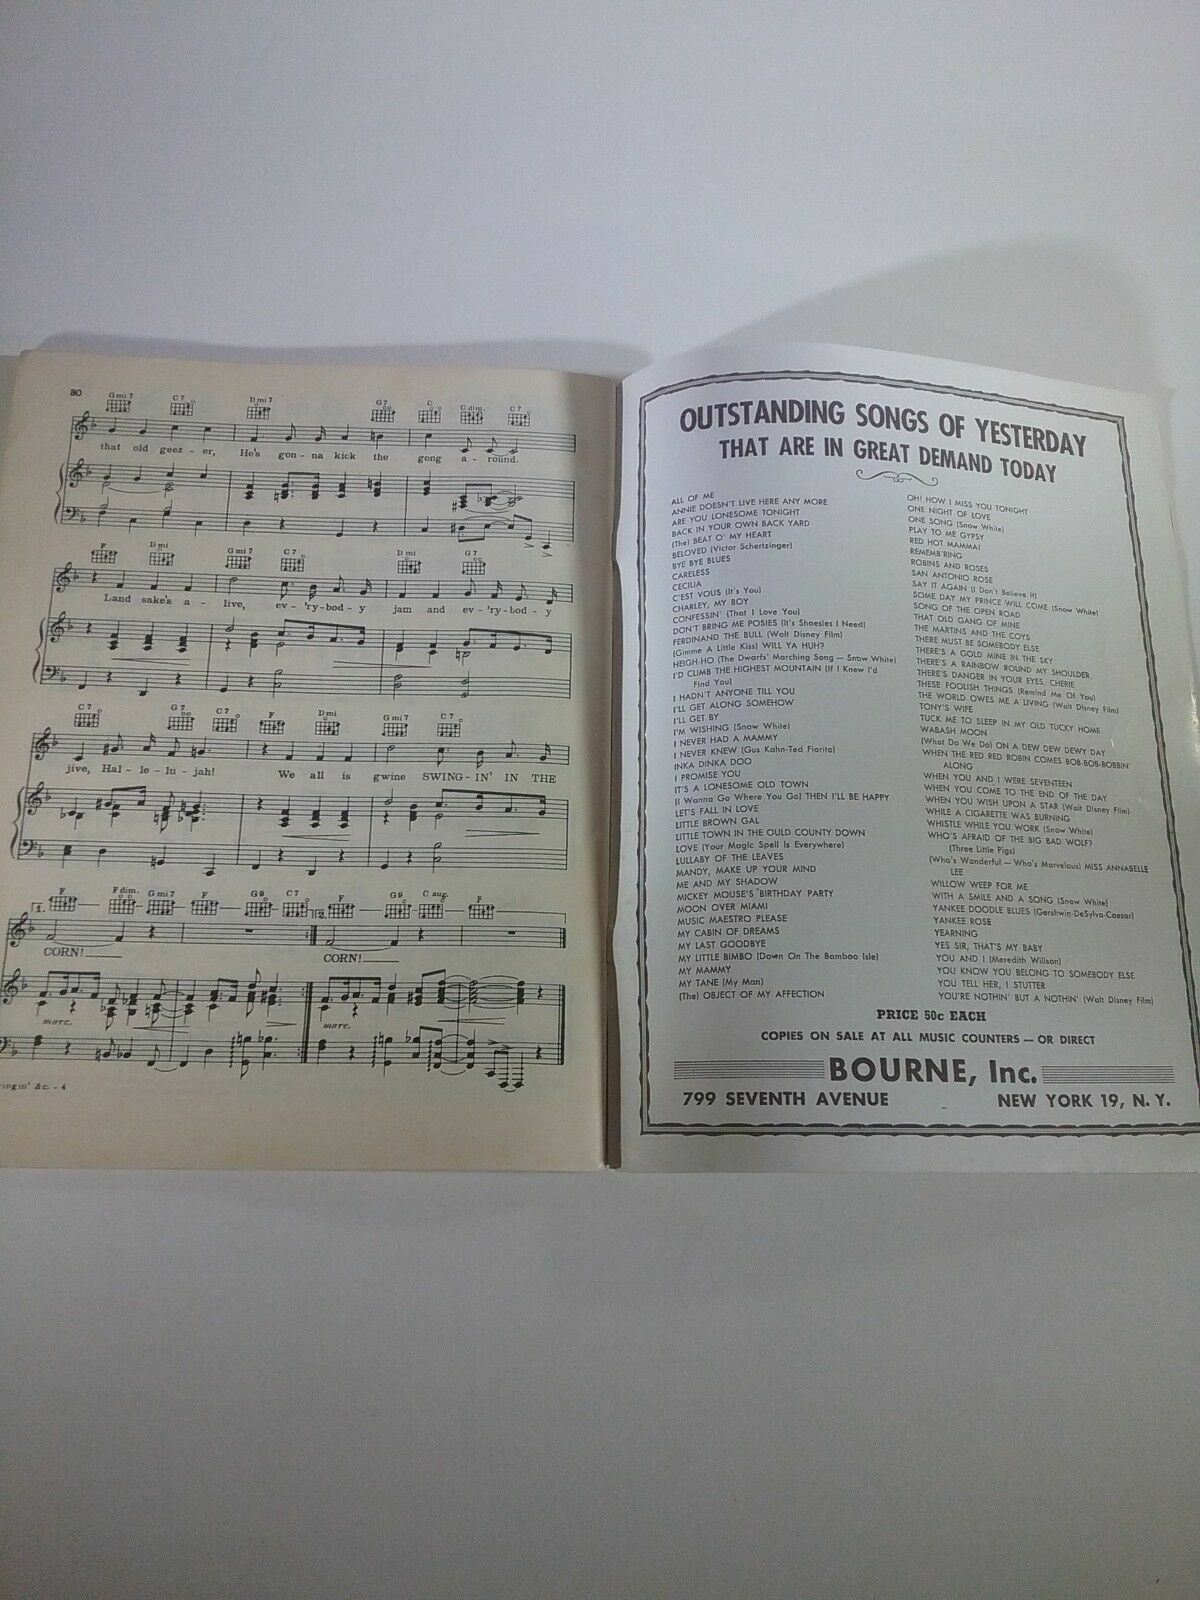 80
Gmi7 C7 Dmi7 G7 C Cdim. C7
that old geez - er, He's gon - na kick the gong a - round.
F Dmi Gmi7 C7 Dmi G7
Land sake's a - live, ev - 'ry-bod - y jam and ev - 'ry-bod - y
C7 G7 C7 F Dmi Gmi7 C7
jive, Hal - le - lu - jah! We all is gwine SWING-IN' IN THE
1. F Fdim. Gmi7 F G9 C7 2. F G9 Caug.
CORN! CORN!
marc. marc.
ingin' &c. - 4
OUTSTANDING SONGS OF YESTERDAY
THAT ARE IN GREAT DEMAND TODAY
ALL OF ME
ANNIE DOESN'T LIVE HERE ANY MORE
ARE YOU LONESOME TONIGHT
BACK IN YOUR OWN BACK YARD
(The) BEAT O' MY HEART
BELOVED (Victor Schertzinger)
BYE BYE BLUES
CARELESS
CECILIA
C'EST VOUS (It's You)
CHARLEY, MY BOY
CONFESSIN' (That I Love You)
DON'T BRING ME POSIES (It's Shoesies I Need)
FERDINAND THE BULL (Walt Disney Film)
(Gimme A Little Kiss) WILL YA HUH?
HEIGH-HO (The Dwarfs' Marching Song — Snow White)
I'D CLIMB THE HIGHEST MOUNTAIN (If I Knew I'd
Find You)
I HADN'T ANYONE TILL YOU
I'LL GET ALONG SOMEHOW
I'LL GET BY
I'M WISHING (Snow White)
I NEVER HAD A MAMMY
I NEVER KNEW (Gus Kahn-Ted Fiorito)
INKA DINKA DOO
I PROMISE YOU
IT'S A LONESOME OLD TOWN
(I Wanna Go Where You Go) THEN I'LL BE HAPPY
LET'S FALL IN LOVE
LITTLE BROWN GAL
LITTLE TOWN IN THE OULD COUNTY DOWN
LOVE (Your Magic Spell Is Everywhere)
LULLABY OF THE LEAVES
MANDY, MAKE UP YOUR MIND
ME AND MY SHADOW
MICKEY MOUSE'S BIRTHDAY PARTY
MOON OVER MIAMI
MUSIC MAESTRO PLEASE
MY CABIN OF DREAMS
MY LAST GOODBYE
MY LITTLE BIMBO (Down On The Bamboo Isle)
MY MAMMY
MY TANE (My Man)
(The) OBJECT OF MY AFFECTION
OH! HOW I MISS YOU TONIGHT
ONE NIGHT OF LOVE
ONE SONG (Snow White)
PLAY TO ME GYPSY
RED HOT MAMMA!
REMEMB'RING
ROBINS AND ROSES
SAN ANTONIO ROSE
SAY IT AGAIN (I Don't Believe It)
SOME DAY MY PRINCE WILL COME (Snow White)
SONG OF THE OPEN ROAD
THAT OLD GANG OF MINE
THE MARTINS AND THE COYS
THERE MUST BE SOMEBODY ELSE
THERE'S A GOLD MINE IN THE SKY
THERE'S A RAINBOW ROUND MY SHOULDER
THERE'S DANGER IN YOUR EYES, CHERIE
THESE FOOLISH THINGS (Remind Me Of You)
THE WORLD OWES ME A LIVING (Walt Disney Film)
TONY'S WIFE
TUCK ME TO SLEEP IN MY OLD TUCKY HOME
WABASH MOON
(What Do We Do) ON A DEW DEW DEWY DAY
WHEN THE RED RED ROBIN COMES BOB-BOB-BOBBIN'
ALONG
WHEN YOU AND I WERE SEVENTEEN
WHEN YOU COME TO THE END OF THE DAY
WHEN YOU WISH UPON A STAR (Walt Disney Film)
WHILE A CIGARETTE WAS BURNING
WHISTLE WHILE YOU WORK (Snow White)
WHO'S AFRAID OF THE BIG BAD WOLF?
(Three Little Pigs)
(Who's Wonderful — Who's Marvelous) MISS ANNABELLE
LEE
WILLOW WEEP FOR ME
WITH A SMILE AND A SONG (Snow White)
YANKEE DOODLE BLUES (Gershwin-DeSylva-Caesar)
YANKEE ROSE
YEARNING
YES SIR, THAT'S MY BABY
YOU AND I (Meredith Willson)
YOU KNOW YOU BELONG TO SOMEBODY ELSE
YOU TELL HER, I STUTTER
YOU'RE NOTHIN' BUT A NOTHIN' (Walt Disney Film)
PRICE 50c EACH
COPIES ON SALE AT ALL MUSIC COUNTERS — OR DIRECT
BOURNE, Inc.
799 SEVENTH AVENUE NEW YORK 19, N. Y.